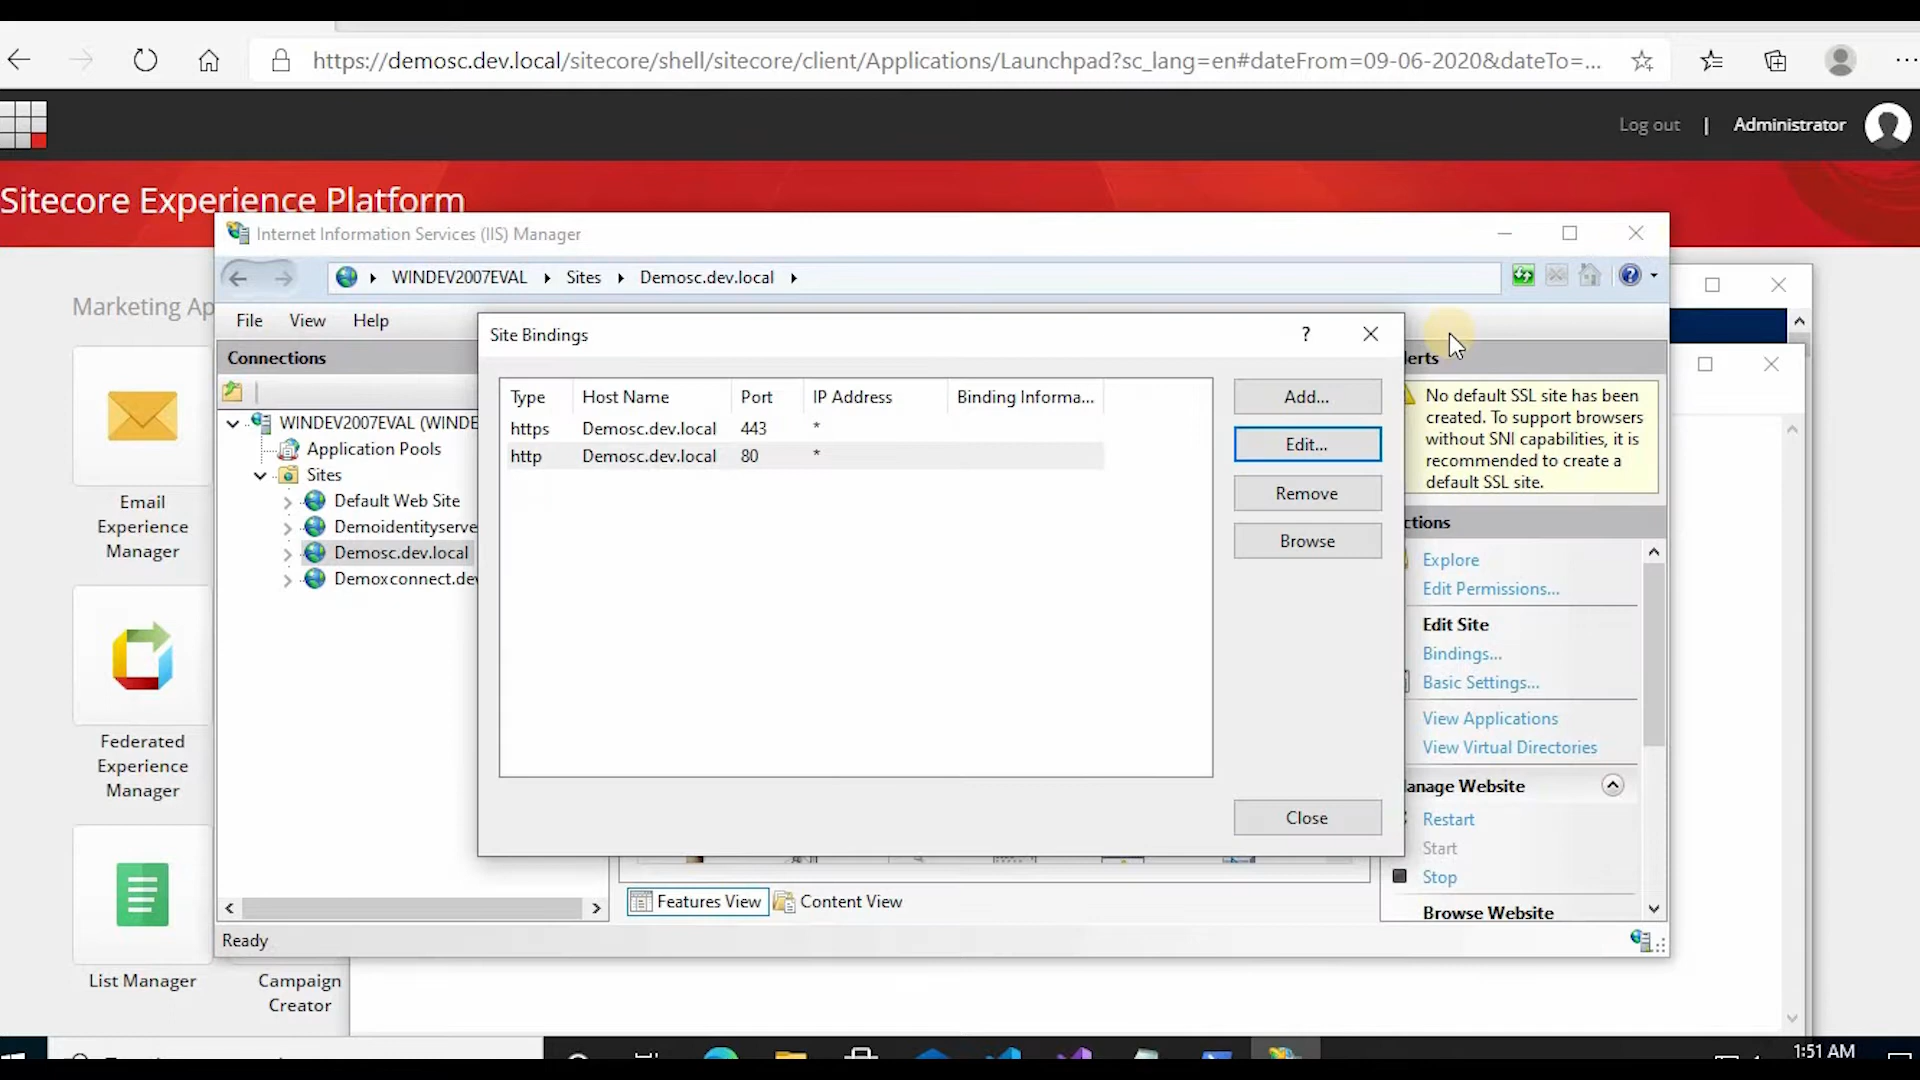 https://demosc.dev.local/sitecore/shell/sitecore/client/Applications/Launchpad?sc_lang=en#dateFrom=09-06-2020&dateTo=...
Log out | Administrator
Sitecore Experience Platform
Internet Information Services (IIS) Manager
WINDEV2007EVAL Sites Demosc.dev.local
Marketing Ap
File View Help
Site Bindings ?
Connections
lerts
Type Host Name Port IP Address Binding Informa...
https Demosc.dev.local 443 *
http Demosc.dev.local 80 *
Add...
Edit...
Remove
Browse
Close
No default SSL site has been
created. To support browsers
without SNI capabilities, it is
recommended to create a
default SSL site.
WINDEV2007EVAL (WINDE
Application Pools
Sites
Default Web Site
Demoidentityserve
Demosc.dev.local
Demoxconnect.dev
ctions
Explore
Edit Permissions...
Edit Site
Bindings...
Basic Settings...
View Applications
View Virtual Directories
anage Website
Restart
Start
Stop
Browse Website
Email
Experience
Manager
Federated
Experience
Manager
List Manager
Campaign
Creator
Features View Content View
Ready
1:51 AM